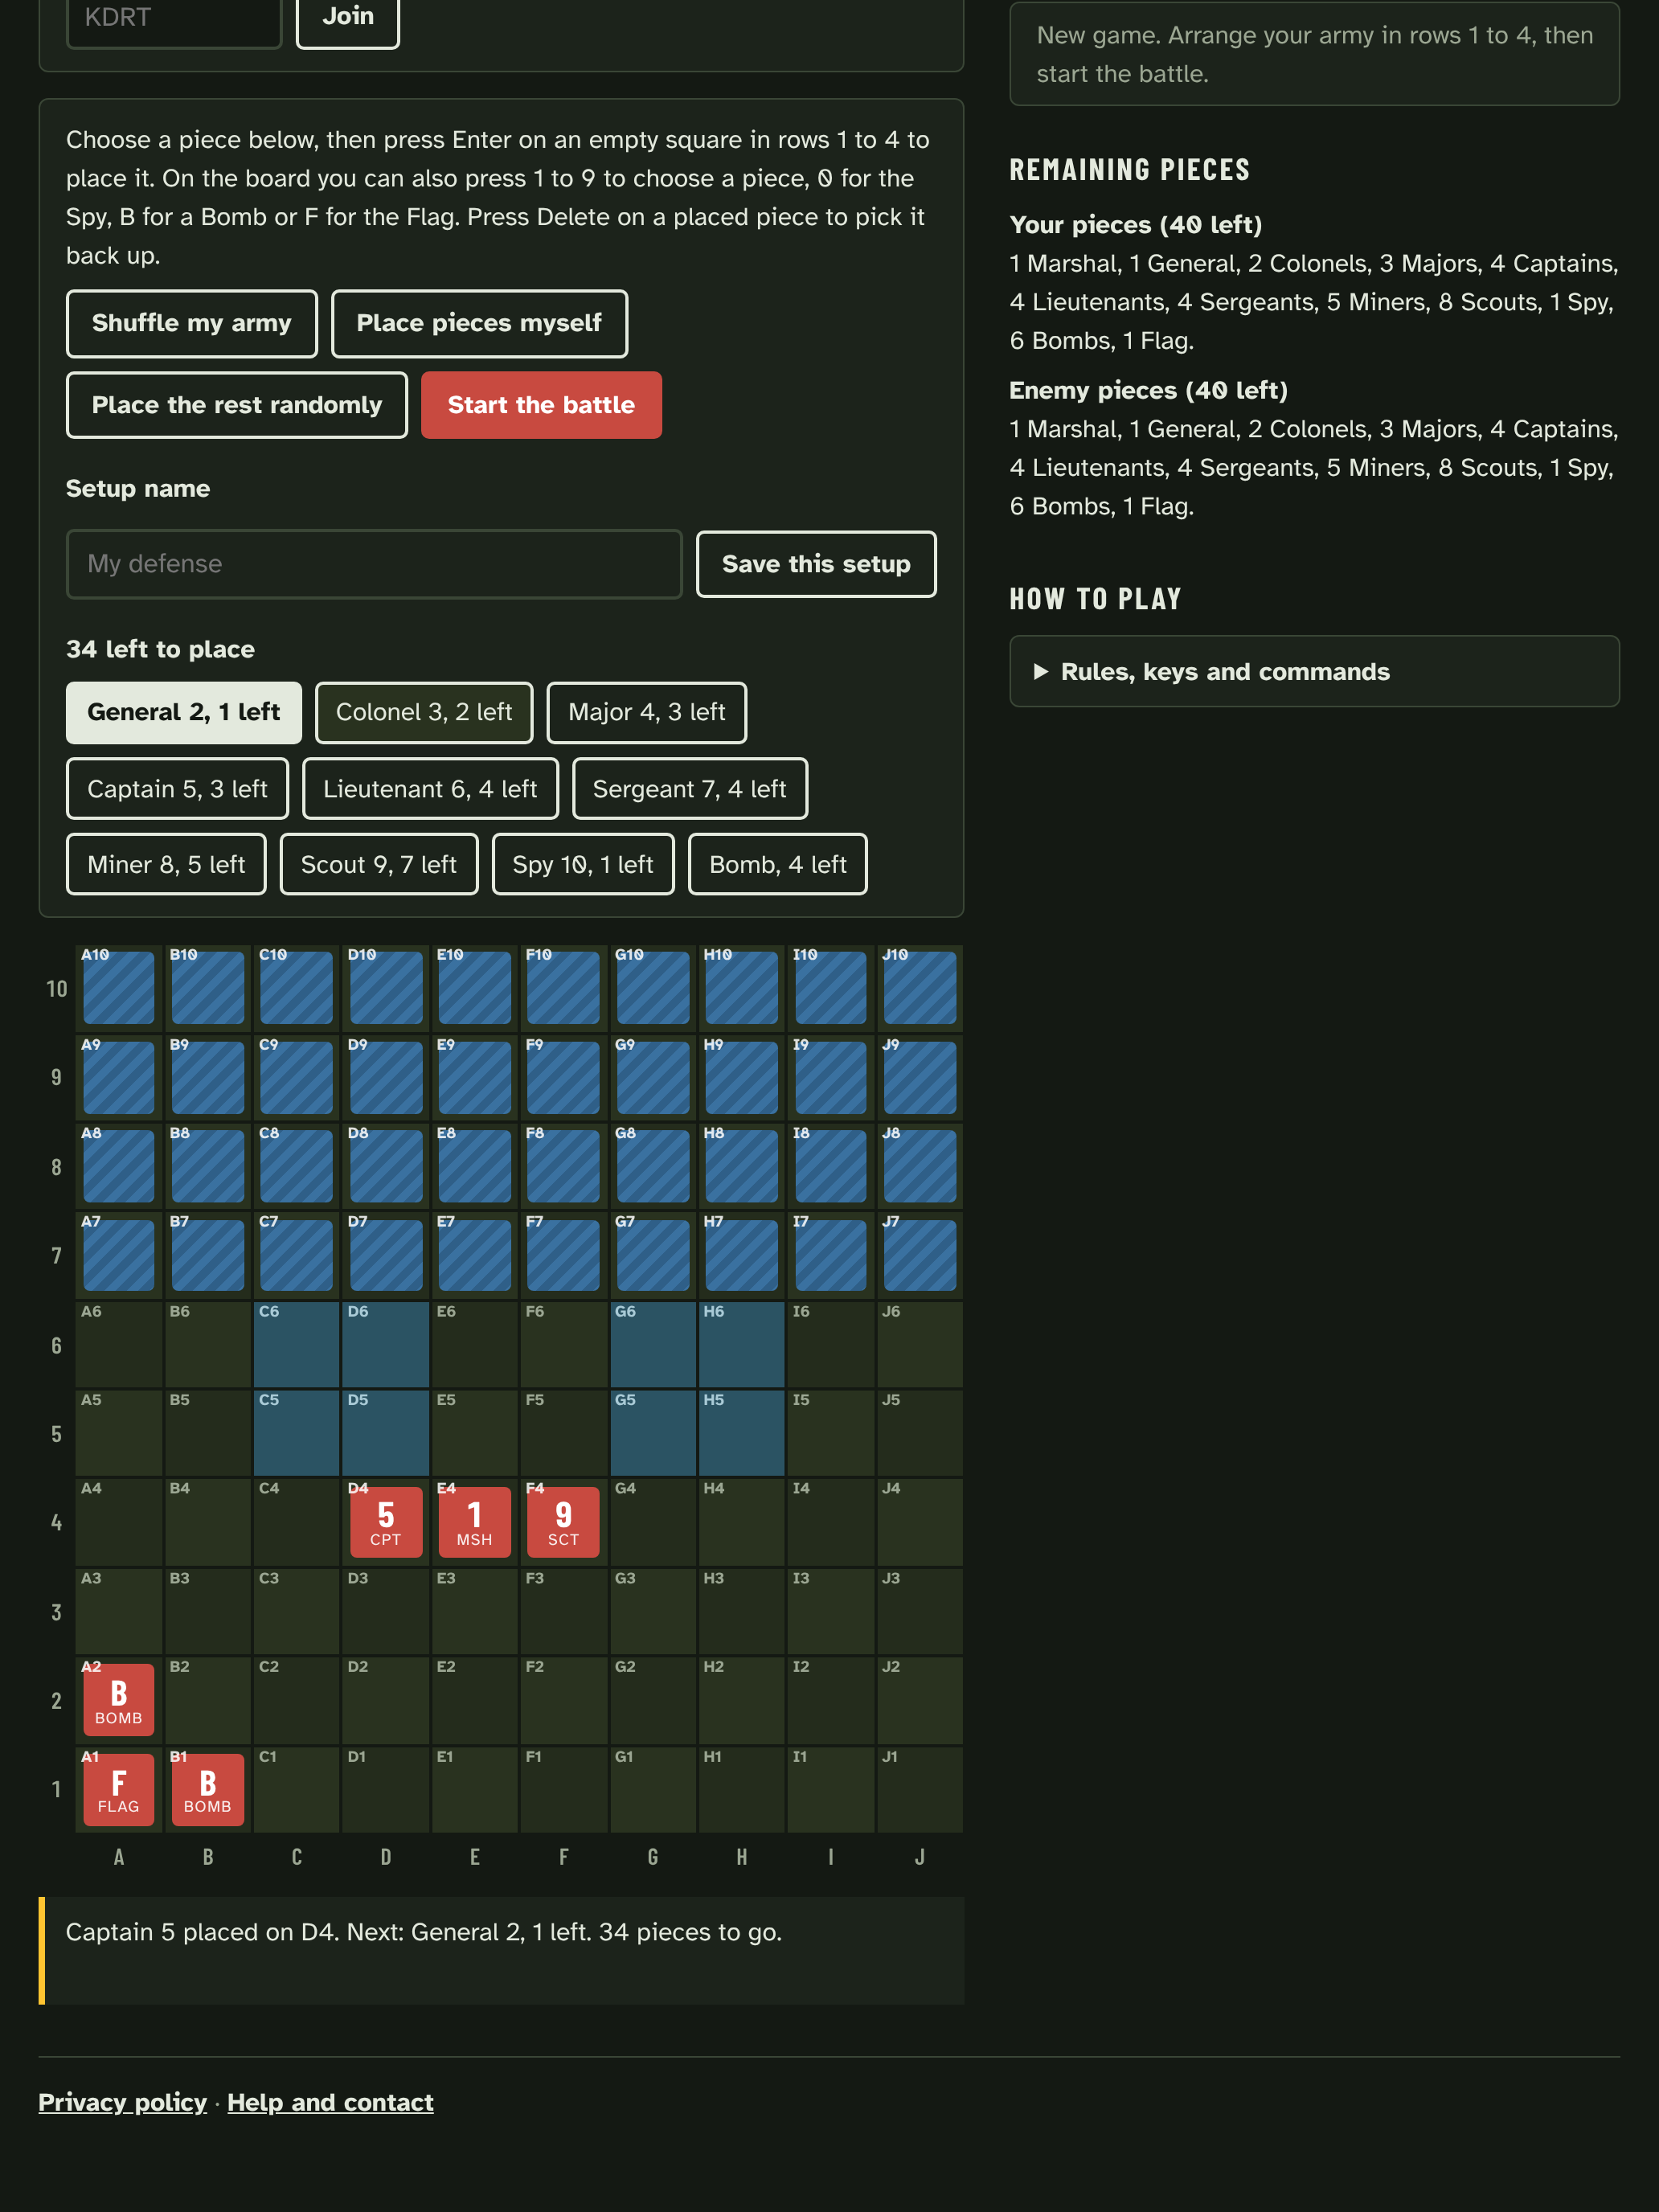 KDRT
Join
Choose a piece below, then press Enter on an empty square in rows 1 to 4 to
place it. On the board you can also press 1 to 9 to choose a piece, 0 for the
Spy, B for a Bomb or F for the Flag. Press Delete on a placed piece to pick it
back up.
Shuffle my army
Place pieces myself
Place the rest randomly
Start the battle
Setup name
My defense
Save this setup
34 left to place
General 2, 1 left
Colonel 3, 2 left
Major 4, 3 left
Captain 5, 3 left
Lieutenant 6, 4 left
Sergeant 7, 4 left
Miner 8, 5 left
Scout 9, 7 left
Spy 10, 1 left
Bomb, 4 left
A10 B10 C10 D10 E10 F10 G10 H10 I10 J10
10
A9 B9 C9 D9 E9 F9 G9 H9 I9 J9
9
A8 B8 C8 D8 E8 F8 G8 H8 I8 J8
8
A7 B7 C7 D7 E7 F7 G7 H7 I7 J7
7
A6 B6 C6 D6 E6 F6 G6 H6 I6 J6
6
A5 B5 C5 D5 E5 F5 G5 H5 I5 J5
5
A4 B4 C4 D4 E4 F4 G4 H4 I4 J4
4 5 1 9
CPT MSH SCT
A3 B3 C3 D3 E3 F3 G3 H3 I3 J3
3
A2 B2 C2 D2 E2 F2 G2 H2 I2 J2
2 B
BOMB
A1 B1 C1 D1 E1 F1 G1 H1 I1 J1
1 F B
FLAG BOMB
A B C D E F G H I J
Captain 5 placed on D4. Next: General 2, 1 left. 34 pieces to go.
New game. Arrange your army in rows 1 to 4, then
start the battle.
REMAINING PIECES
Your pieces (40 left)
1 Marshal, 1 General, 2 Colonels, 3 Majors, 4 Captains,
4 Lieutenants, 4 Sergeants, 5 Miners, 8 Scouts, 1 Spy,
6 Bombs, 1 Flag.
Enemy pieces (40 left)
1 Marshal, 1 General, 2 Colonels, 3 Majors, 4 Captains,
4 Lieutenants, 4 Sergeants, 5 Miners, 8 Scouts, 1 Spy,
6 Bombs, 1 Flag.
HOW TO PLAY
Rules, keys and commands
Privacy policy · Help and contact